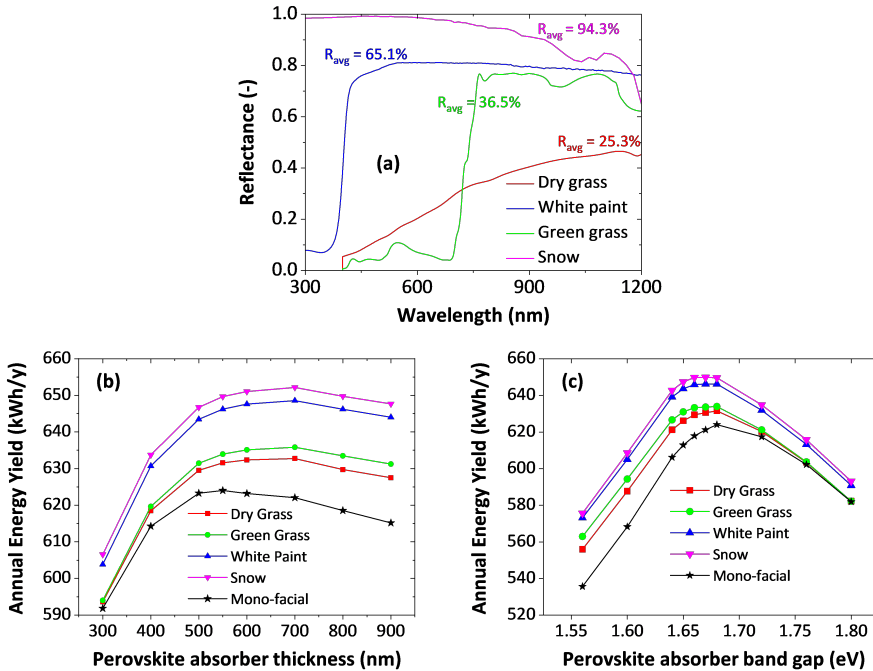 1.0
0.8
0.6
0.4
0.2
0.0
Reflectance (-)
300
600
900
1200
Wavelength (nm)
Ravg = 94.3%
Ravg = 65.1%
Ravg = 36.5%
Ravg = 25.3%
(a)
Dry grass
White paint
Green grass
Snow
660
650
640
630
620
610
600
590
Annual Energy Yield (kWh/y)
300 400 500 600 700 800 900
Perovskite absorber thickness (nm)
(b)
Dry Grass
Green Grass
White Paint
Snow
Mono-facial
660
640
620
600
580
560
540
520
Annual Energy Yield (kWh/y)
1.55 1.60 1.65 1.70 1.75 1.80
Perovskite absorber band gap (eV)
(c)
Dry Grass
Green Grass
White Paint
Snow
Mono-facial